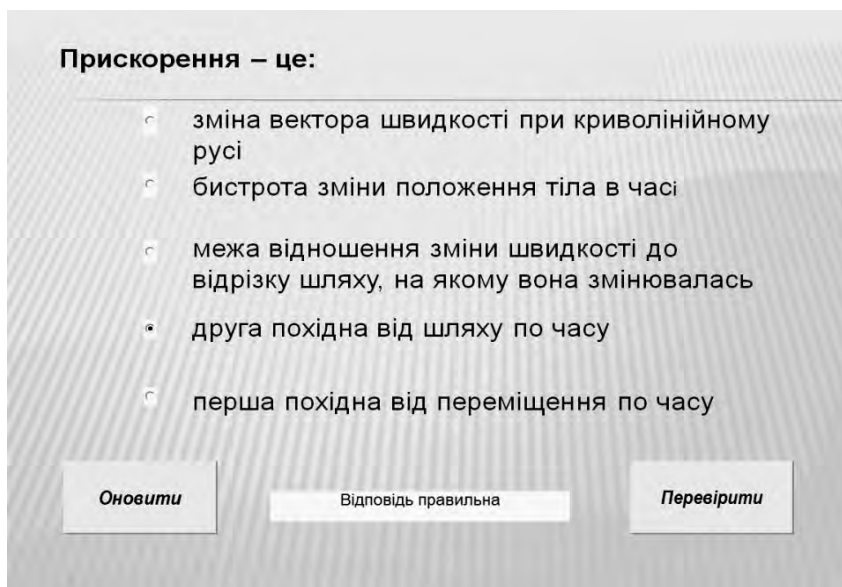 Прискорення – це:
зміна вектора швидкості при криволінійному
русі
бистрота зміни положення тіла в часі
межа відношення зміни швидкості до
відрізку шляху, на якому вона змінювалась
друга похідна від шляху по часу
перша похідна від переміщення по часу
Оновити
Відповідь правильна
Перевірити